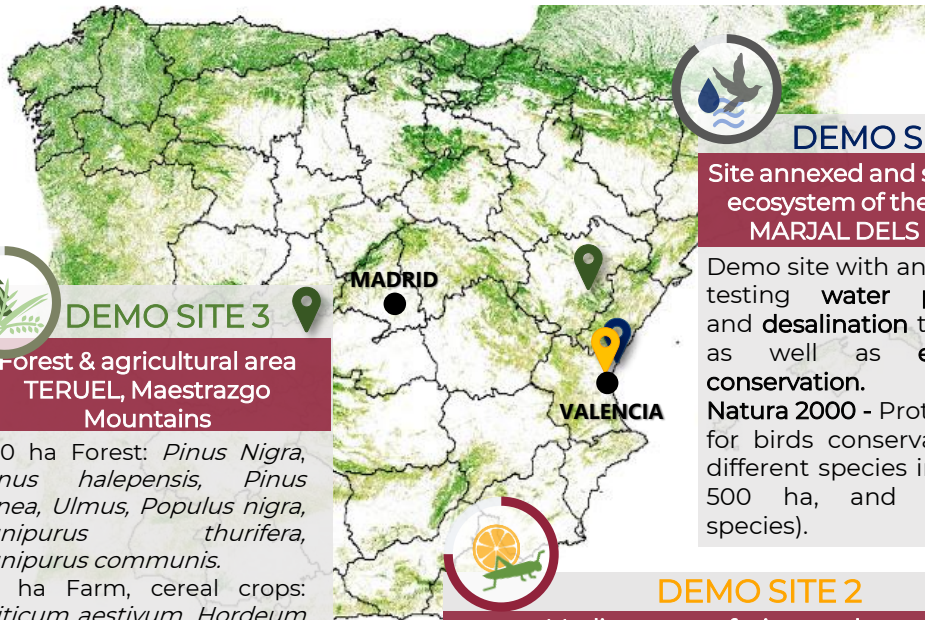 MADRID
VALENCIA
DEMO SITE 3
Forest & agricultural area
TERUEL, Maestrazgo
Mountains
ha Forest: Pinus Nigra,
halepensis, Pinus
Ulmus, Populus nigra,
thurifera,
communis.
ha Farm, cereal crops:
aestivum, Hordeum
DEMO S
Site annexed and s
ecosystem of the
MARJAL DELS
Demo site with an
testing water p
and desalination t
as well as e
conservation.
Natura 2000 - Prot
for birds conserva
different species i
500 ha, and
species).
DEMO SITE 2